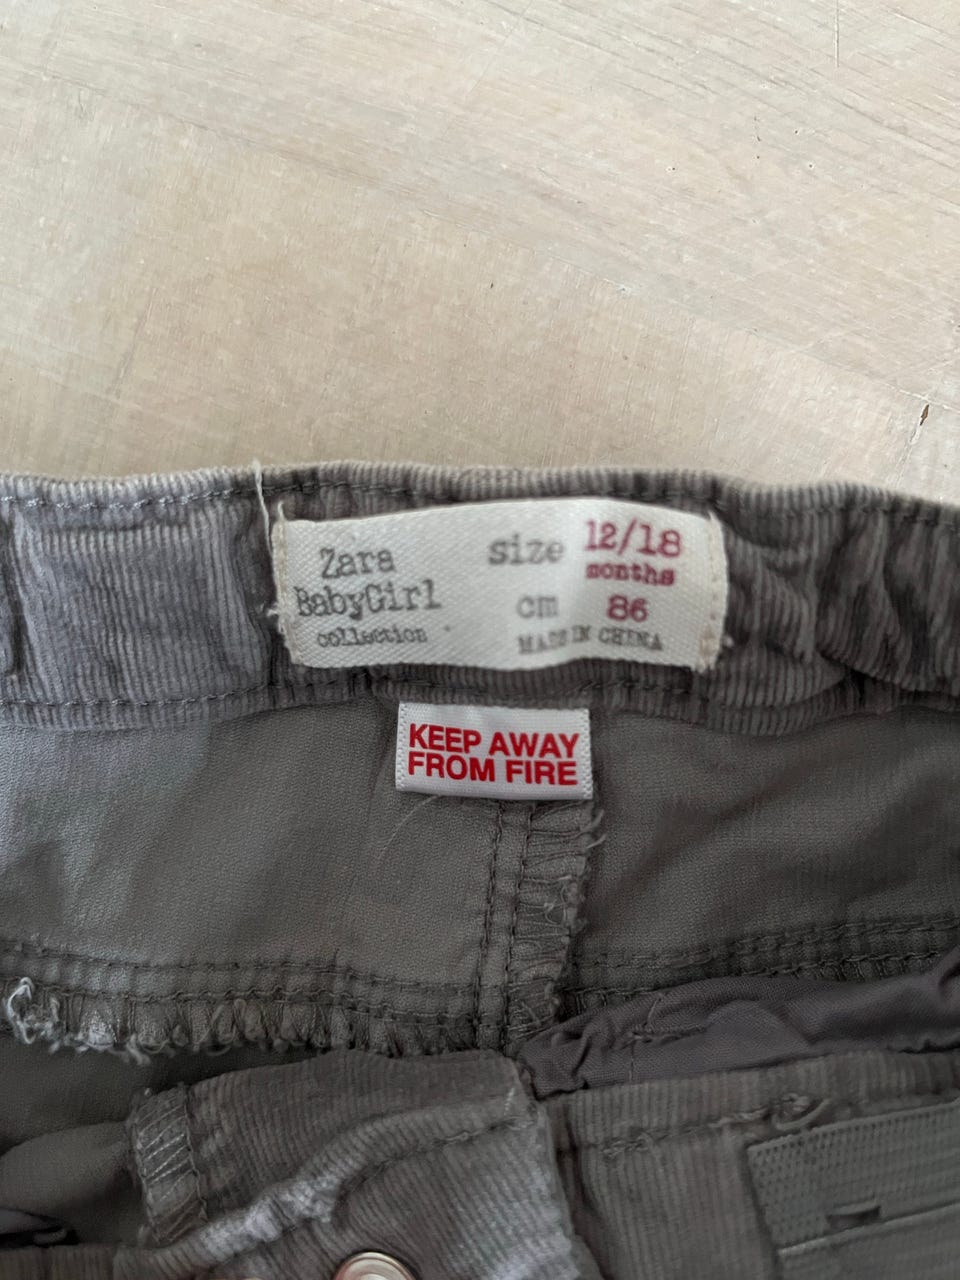 Zara
BabyGirl
collection
size 12/18
months
cm 86
MADE IN CHINA
KEEP AWAY
FROM FIRE